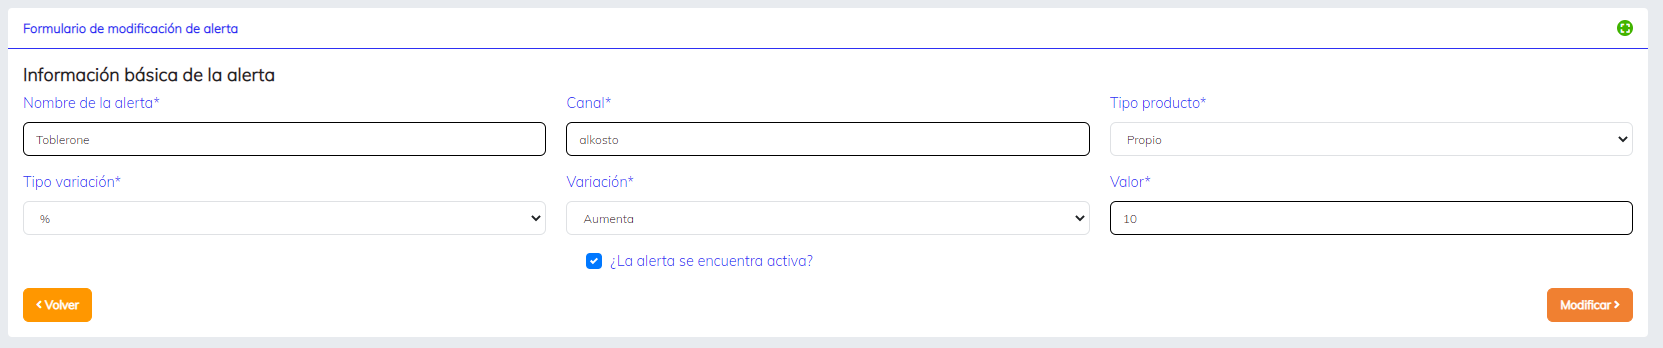 Formulario de modificación de alerta
Información básica de la alerta
Nombre de la alerta* Canal* Tipo producto*
Toblerone alkosto Propio
Tipo variación* Variación* Valor*
% Aumenta 10
¿La alerta se encuentra activa?
Volver Modificar